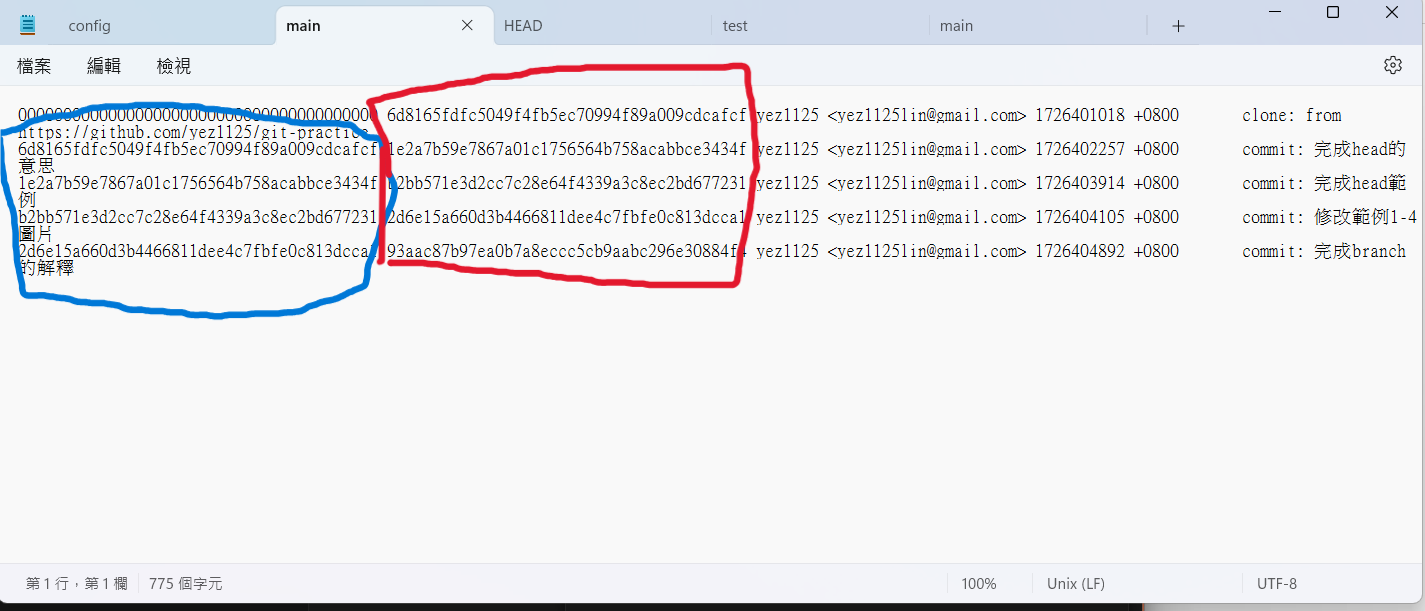 config main HEAD test main
檔案 編輯 檢視
0000000000000000000000000000000000000000 6d8165fdfc5049f4fb5ec70994f89a009cdcafcf yez1125 <yez1125lin@gmail.com> 1726401018 +0800 clone: from
https://github.com/yez1125/git-practice
6d8165fdfc5049f4fb5ec70994f89a009cdcafcf 1e2a7b59e7867a01c1756564b758acabbce3434f yez1125 <yez1125lin@gmail.com> 1726402257 +0800 commit: 完成head的
意思
1e2a7b59e7867a01c1756564b758acabbce3434f b2bb571e3d2cc7c28e64f4339a3c8ec2bd677231 yez1125 <yez1125lin@gmail.com> 1726403914 +0800 commit: 完成head範
例
b2bb571e3d2cc7c28e64f4339a3c8ec2bd677231 2d6e15a660d3b4466811dee4c7fbfe0c813dcca1 yez1125 <yez1125lin@gmail.com> 1726404105 +0800 commit: 修改範例1-4
圖片
2d6e15a660d3b4466811dee4c7fbfe0c813dcca1 93aac87b97ea0b7a8eccc5cb9aabc296e30884f4 yez1125 <yez1125lin@gmail.com> 1726404892 +0800 commit: 完成branch
的解釋
第 1 行，第 1 欄 775 個字元 100% Unix (LF) UTF-8